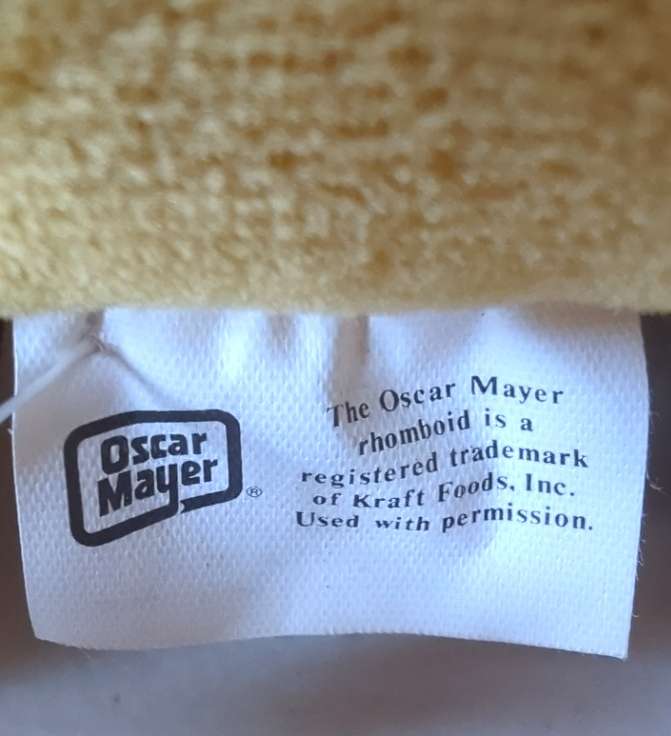 Oscar
Mayer
®
The Oscar Mayer
rhomboid is a
registered trademark
of Kraft Foods, Inc.
Used with permission.